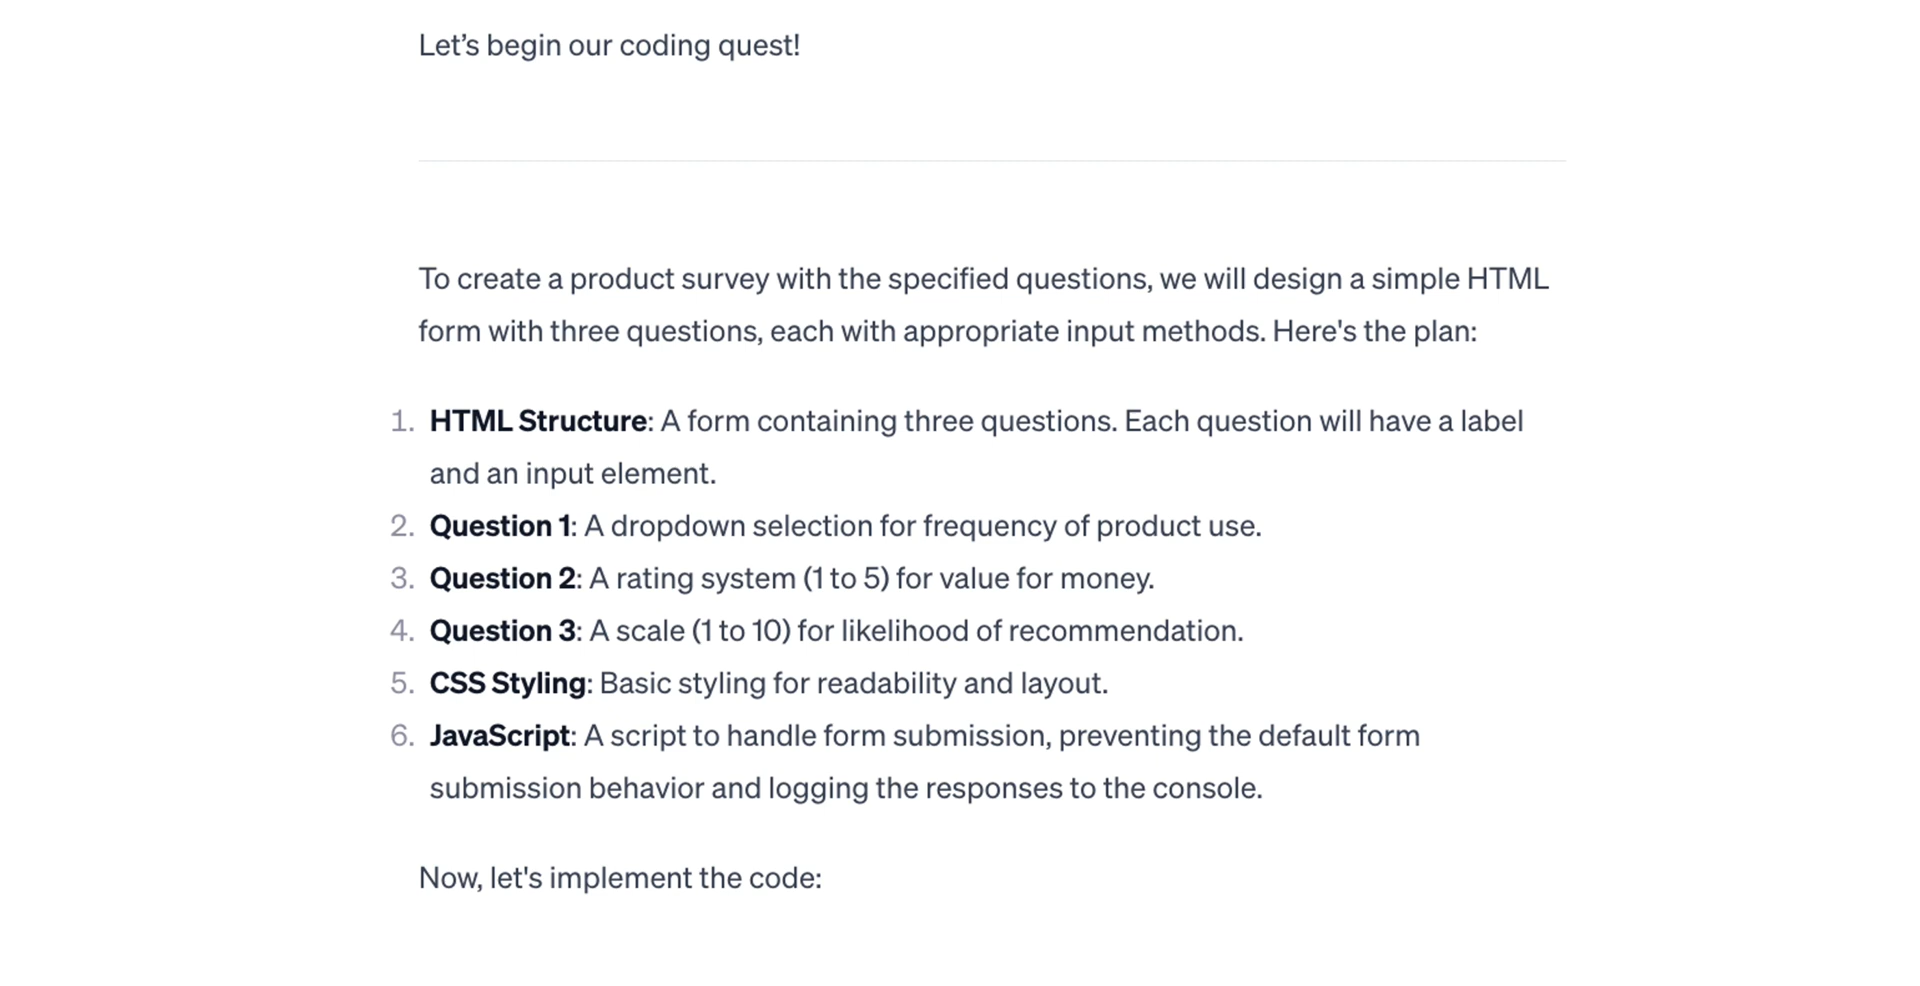 Let’s begin our coding quest!
To create a product survey with the specified questions, we will design a simple HTML
form with three questions, each with appropriate input methods. Here's the plan:
1. HTML Structure: A form containing three questions. Each question will have a label
and an input element.
2. Question 1: A dropdown selection for frequency of product use.
3. Question 2: A rating system (1 to 5) for value for money.
4. Question 3: A scale (1 to 10) for likelihood of recommendation.
5. CSS Styling: Basic styling for readability and layout.
6. JavaScript: A script to handle form submission, preventing the default form
submission behavior and logging the responses to the console.
Now, let's implement the code: